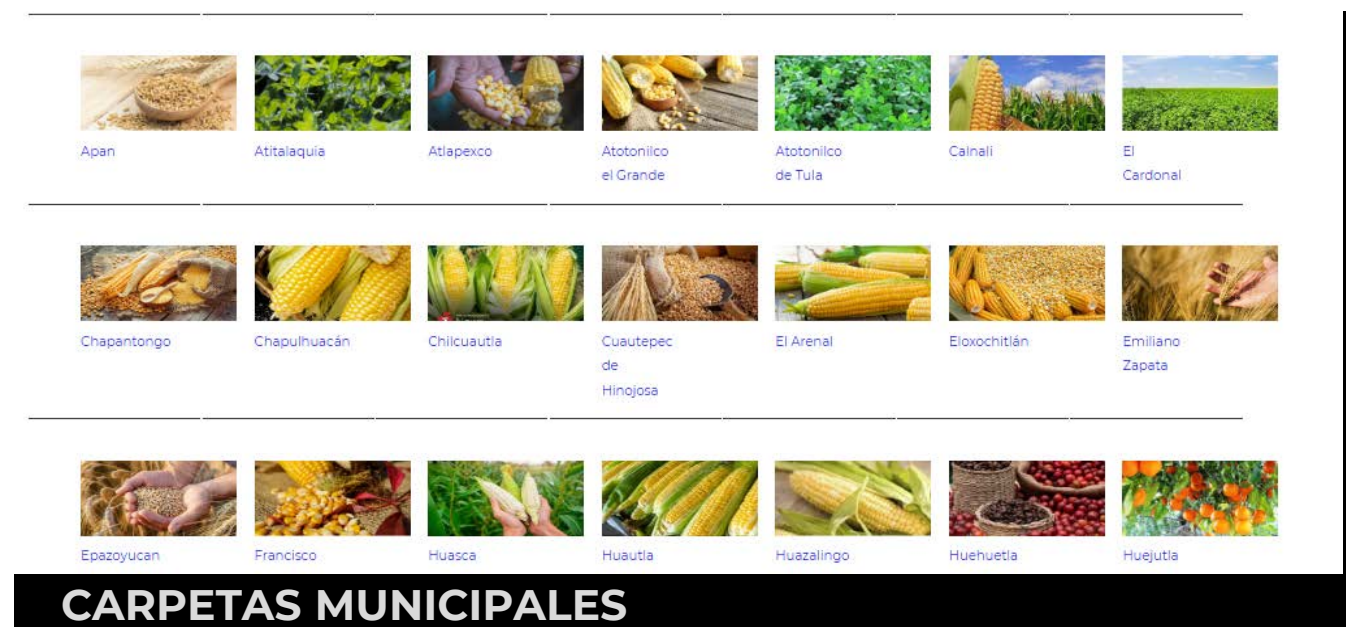 Apan
Atitalaquia
Atlapexco
Atotonilco
el Grande
Atotonilco
de Tula
Calnali
El
Cardonal
Chapantongo
Chapulhuacán
Chilcuautla
Cuautepec
de
Hinojosa
El Arenal
Eloxochitlán
Emiliano
Zapata
Epazoyucan
Francisco
Huasca
Huautla
Huazalingo
Huehuetla
Huejutla
CARPETAS MUNICIPALES